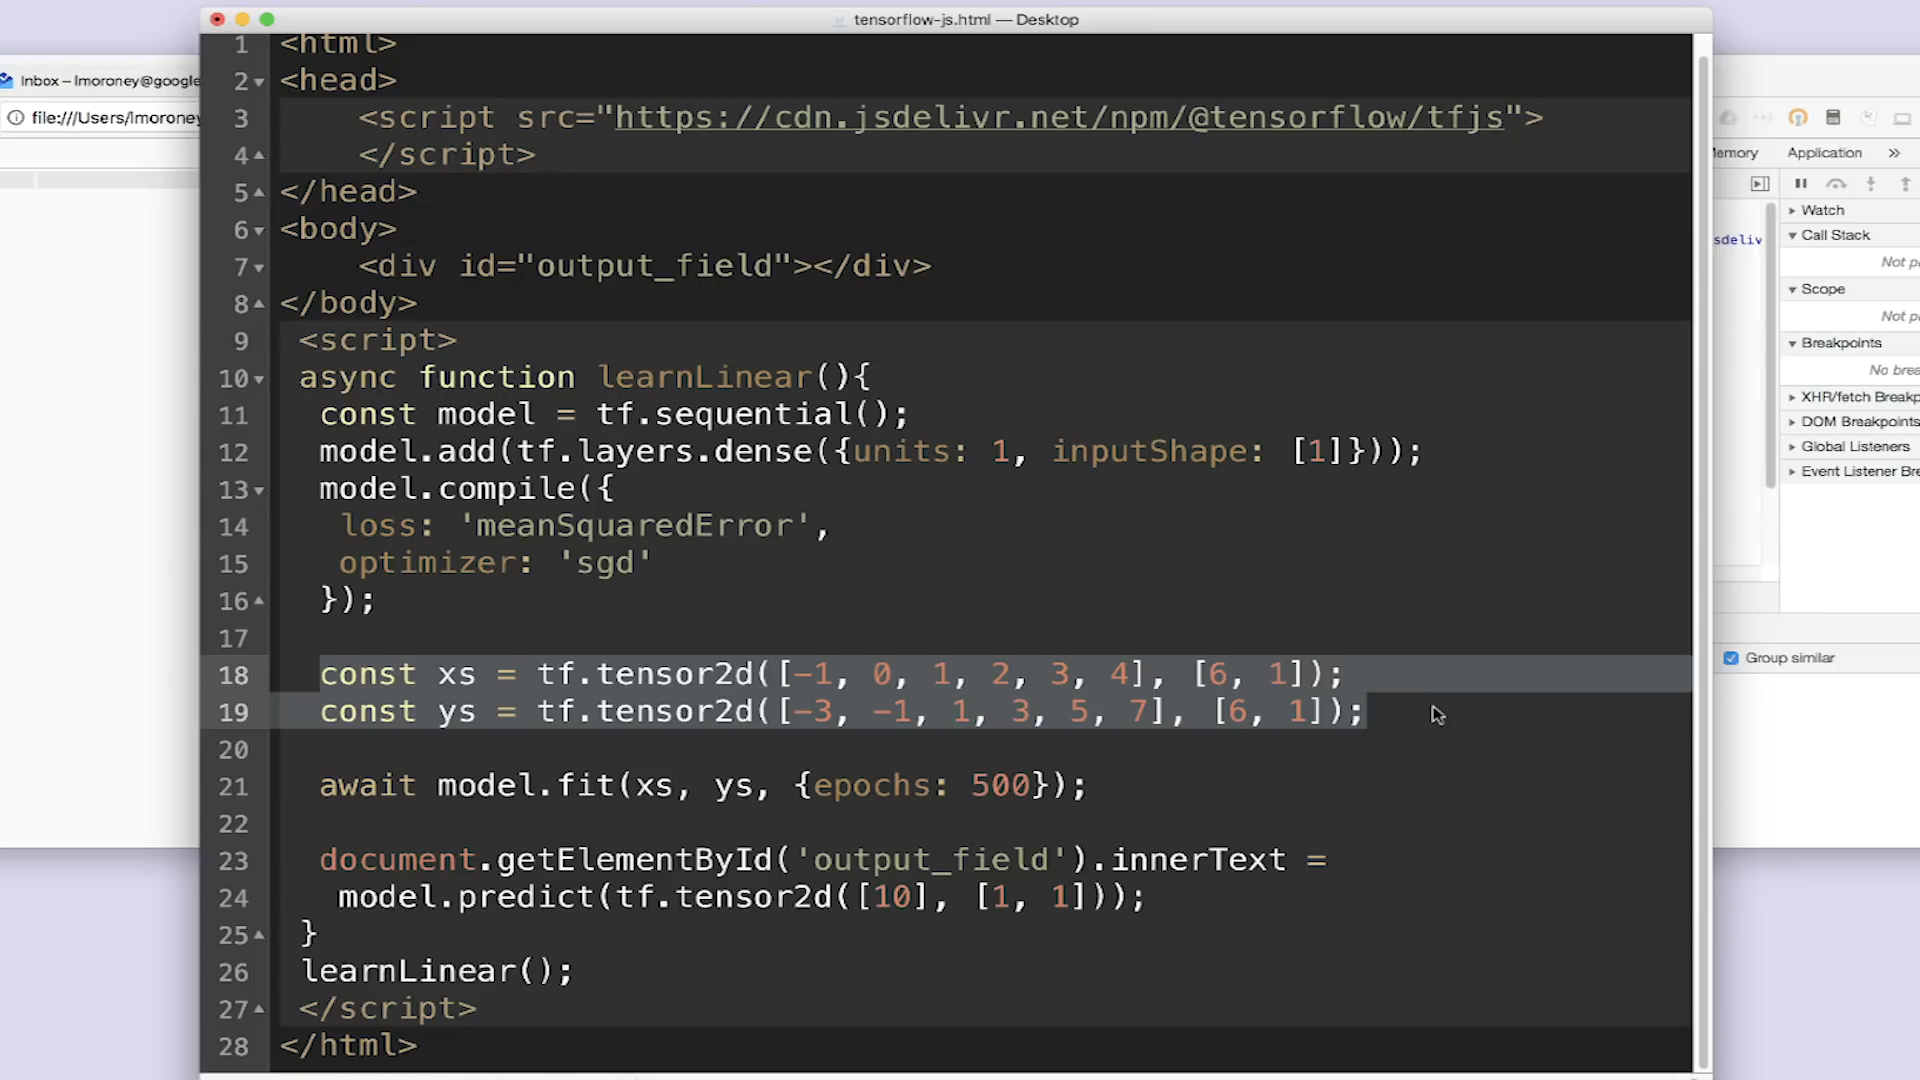 tensorflow-js.html — Desktop
Inbox – lmoroney@google
file:///Users/lmoroney
1 <html>
2 <head>
3 <script src="https://cdn.jsdelivr.net/npm/@tensorflow/tfjs">
4 </script>
5 </head>
6 <body>
7 <div id="output_field"></div>
8 </body>
9 <script>
10 async function learnLinear(){
11 const model = tf.sequential();
12 model.add(tf.layers.dense({units: 1, inputShape: [1]}));
13 model.compile({
14 loss: 'meanSquaredError',
15 optimizer: 'sgd'
16 });
17
18 const xs = tf.tensor2d([-1, 0, 1, 2, 3, 4], [6, 1]);
19 const ys = tf.tensor2d([-3, -1, 1, 3, 5, 7], [6, 1]);
20
21 await model.fit(xs, ys, {epochs: 500});
22
23 document.getElementById('output_field').innerText =
24 model.predict(tf.tensor2d([10], [1, 1]));
25 }
26 learnLinear();
27 </script>
28 </html>
Memory Application »
Watch
sdeliv
Call Stack
Not pa
Scope
Not pa
Breakpoints
No brea
XHR/fetch Breakp
DOM Breakpoints
Global Listeners
Event Listener Bre
Group similar